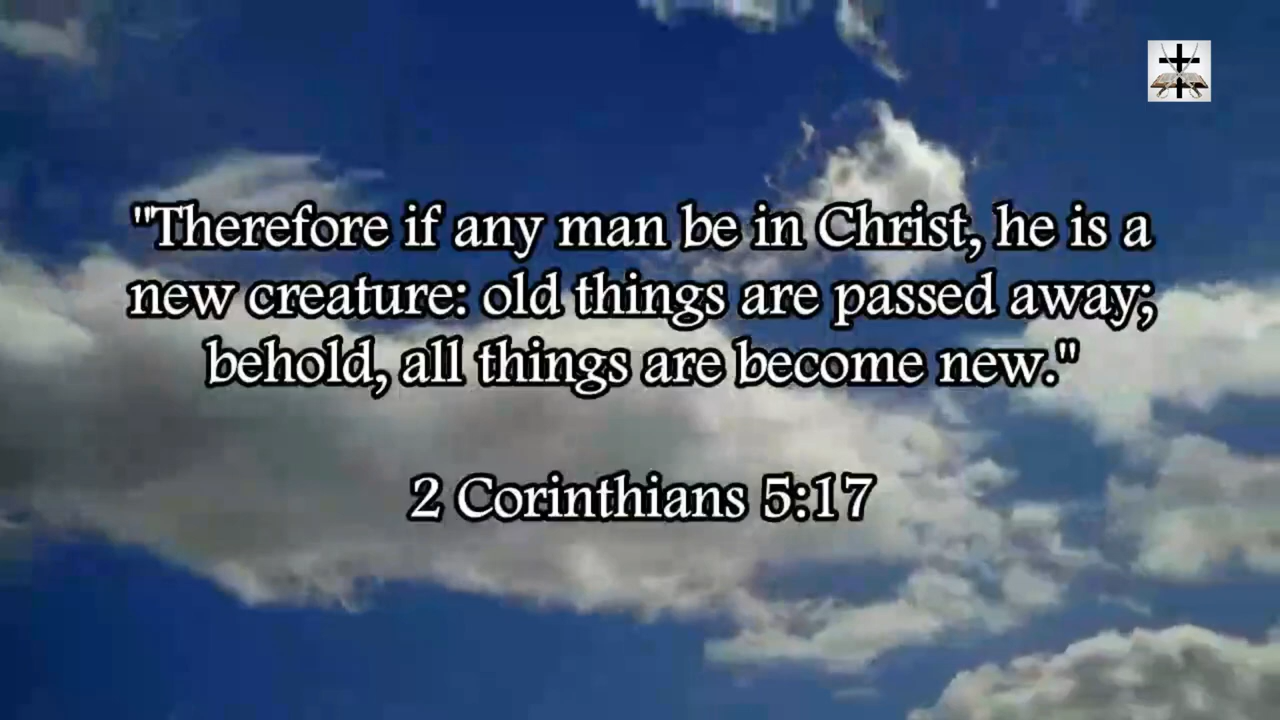 "Therefore if any man be in Christ, he is a
new creature: old things are passed away;
behold, all things are become new."
2 Corinthians 5:17